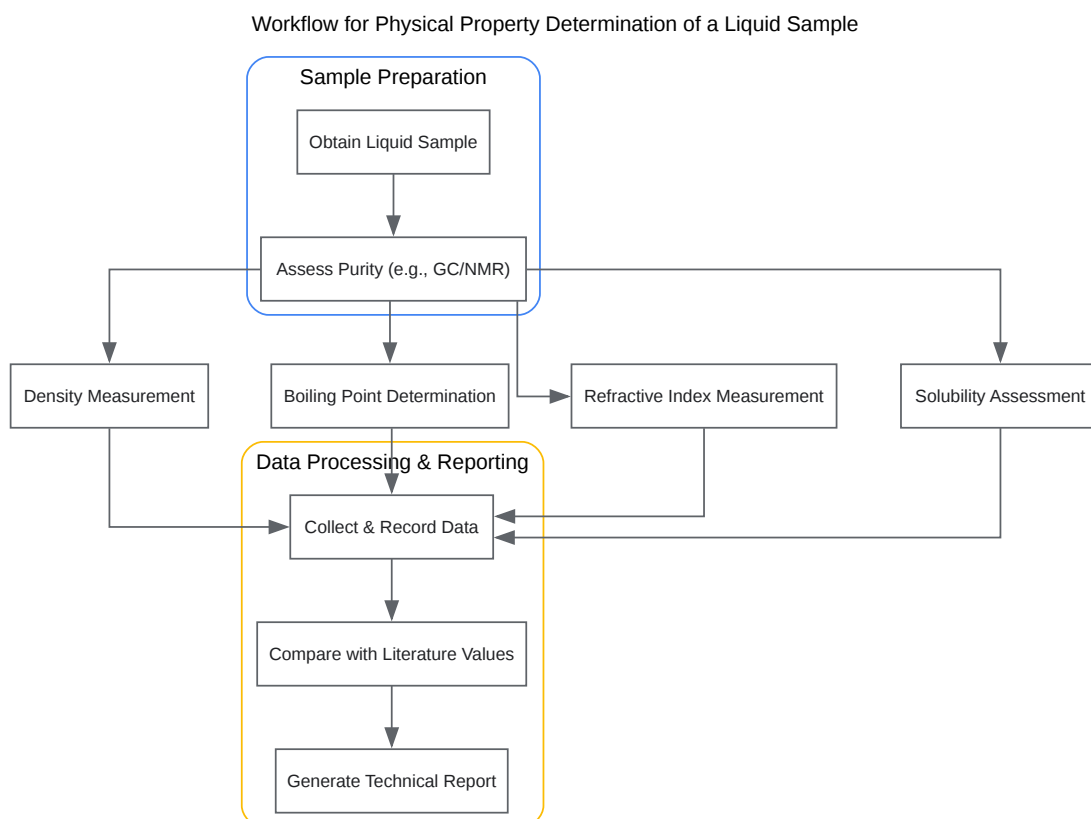 Workflow for Physical Property Determination of a Liquid Sample
Sample Preparation
Obtain Liquid Sample
Assess Purity (e.g., GC/NMR)
Density Measurement
Boiling Point Determination
Refractive Index Measurement
Solubility Assessment
Data Processing & Reporting
Collect & Record Data
Compare with Literature Values
Generate Technical Report